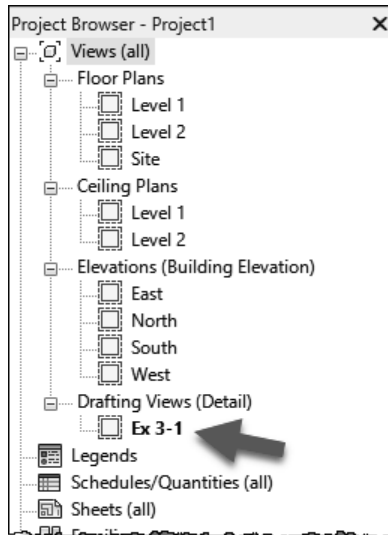 Project Browser - Project1
Views (all)
Floor Plans
Level 1
Level 2
Site
Ceiling Plans
Level 1
Level 2
Elevations (Building Elevation)
East
North
South
West
Drafting Views (Detail)
Ex 3-1
Legends
Schedules/Quantities (all)
Sheets (all)